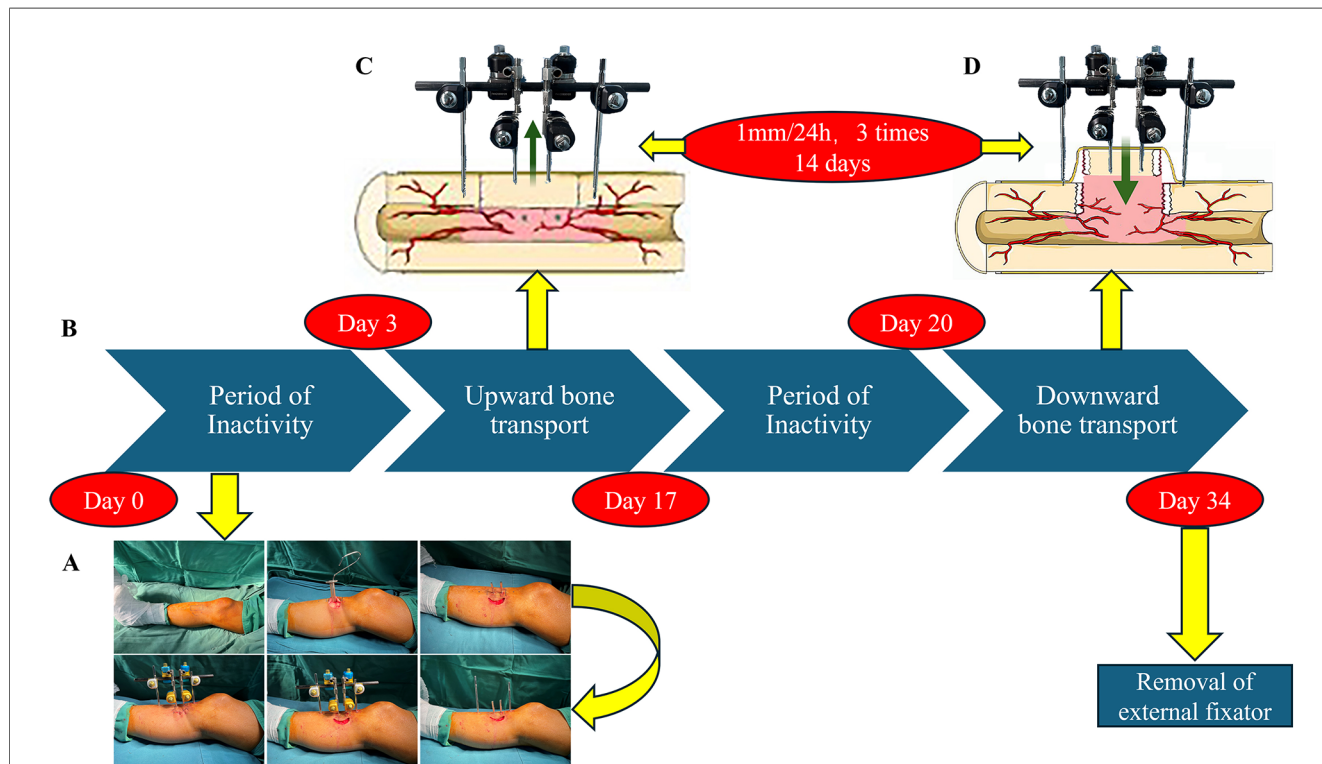 C
D
1mm/24h, 3 times
14 days
B
Day 3
Day 20
Period of
Inactivity
Upward bone
transport
Period of
Inactivity
Downward
bone transport
Day 0
Day 17
Day 34
A
Removal of
external fixator